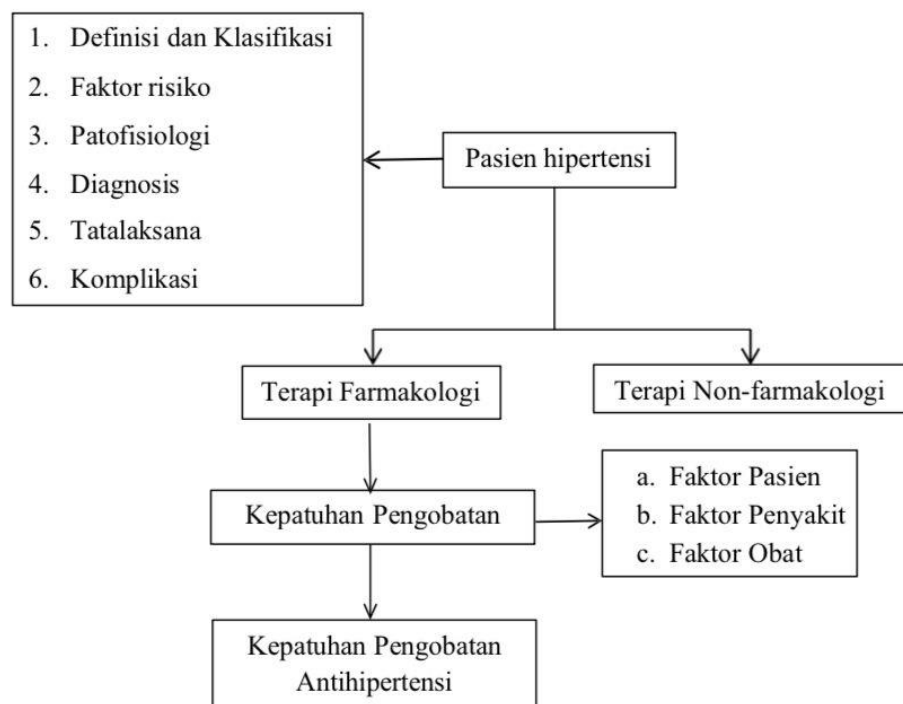 1. Definisi dan Klasifikasi
2. Faktor risiko
3. Patofisiologi
4. Diagnosis
5. Tatalaksana
6. Komplikasi
Pasien hipertensi
Terapi Farmakologi
Terapi Non-farmakologi
Kepatuhan Pengobatan
a. Faktor Pasien
b. Faktor Penyakit
c. Faktor Obat
Kepatuhan Pengobatan
Antihipertensi